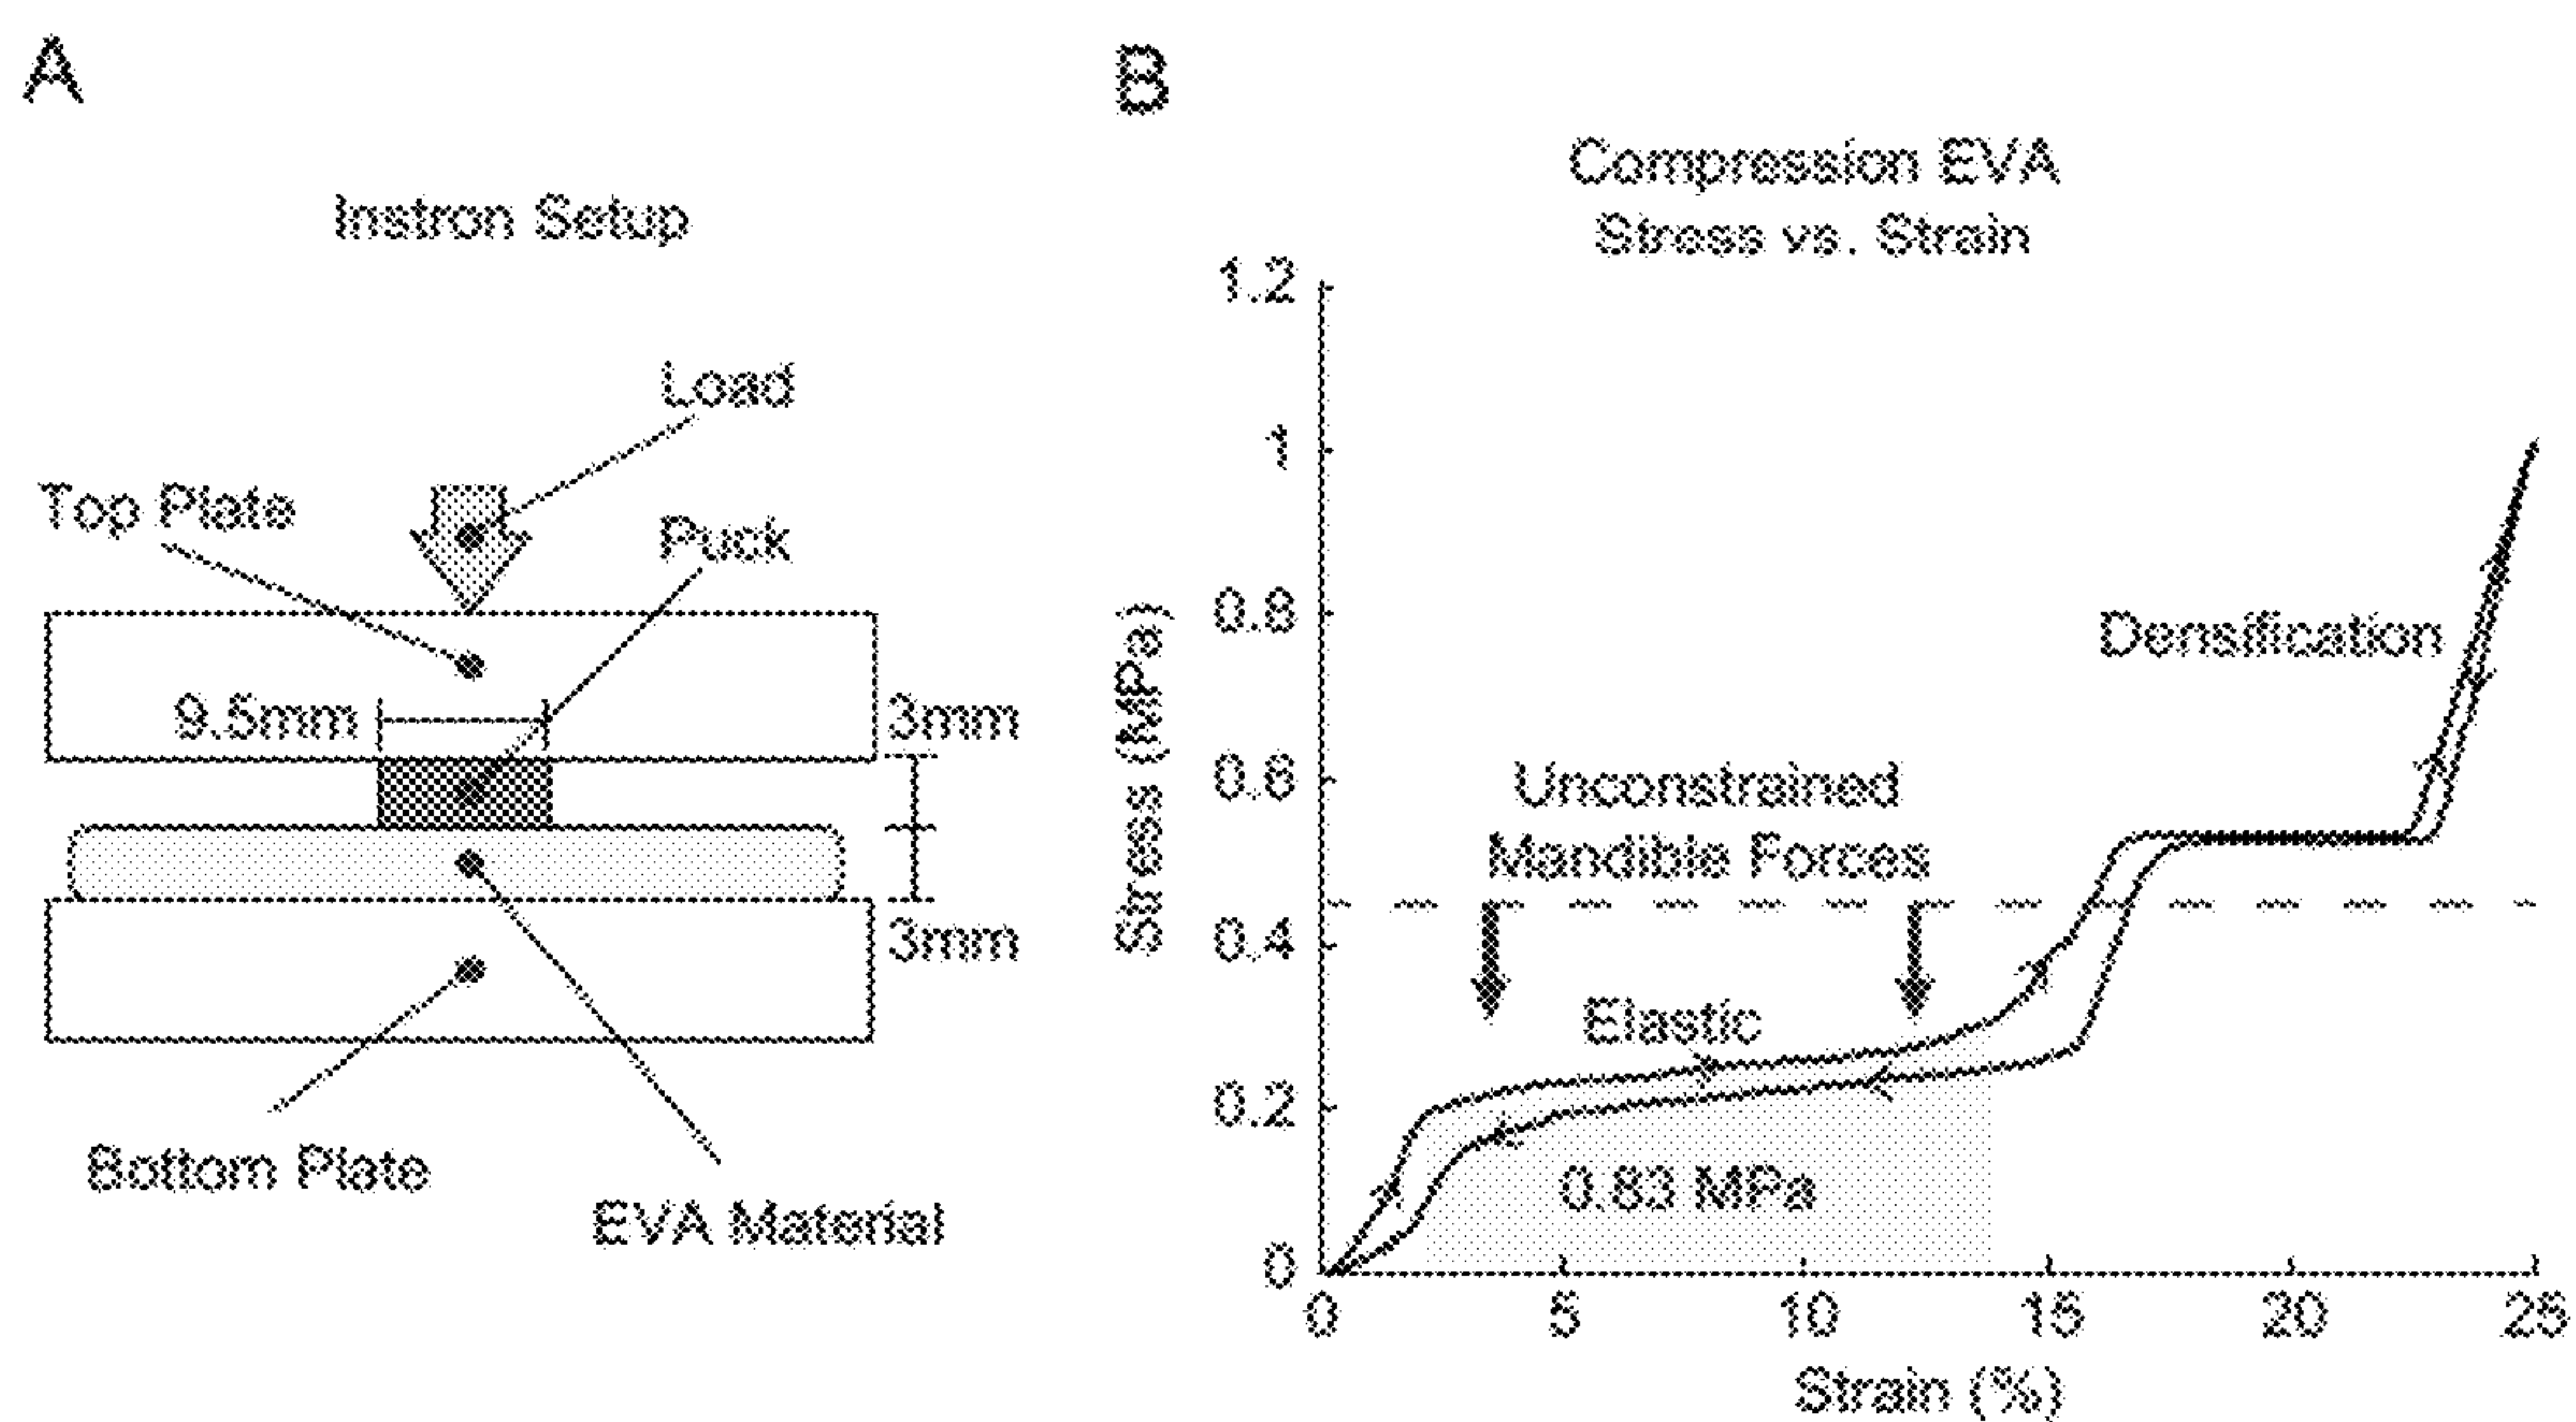 A
Instron Setup
Load
Top Plate
Puck
9.5mm
3mm
3mm
Bottom Plate
EVA Material
B
Compression EVA
Stress vs. Strain
Stress (MPa)
1.2
1
0.8
0.6
0.4
0.2
0
Densification
Unconstrained
Mandible Forces
Elastic
0.83 MPa
0 5 10 15 20 25
Strain (%)